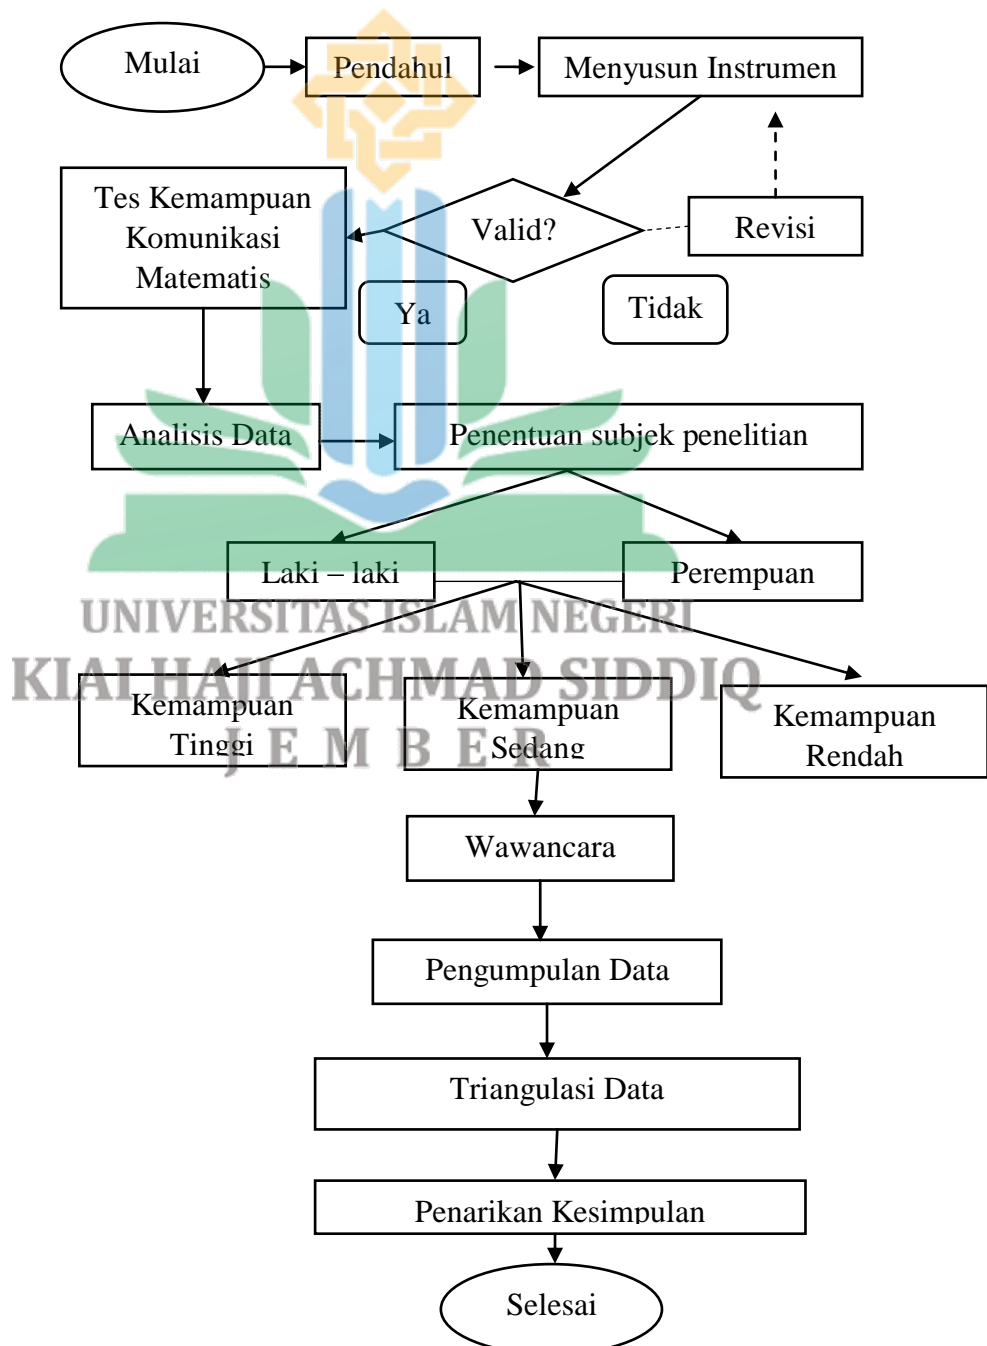 Mulai
Pendahul
Menyusun Instrumen
Tes Kemampuan
Komunikasi
Matematis
Valid?
Revisi
Ya
Tidak
Analisis Data
Penentuan subjek penelitian
Laki – laki
Perempuan
UNIVERSITAS ISLAM NEGERI
KIAI HAJI ACHMAD SIDDIQ
JEMBER
Kemampuan
Tinggi
Kemampuan
Sedang
Kemampuan
Rendah
Wawancara
Pengumpulan Data
Triangulasi Data
Penarikan Kesimpulan
Selesai